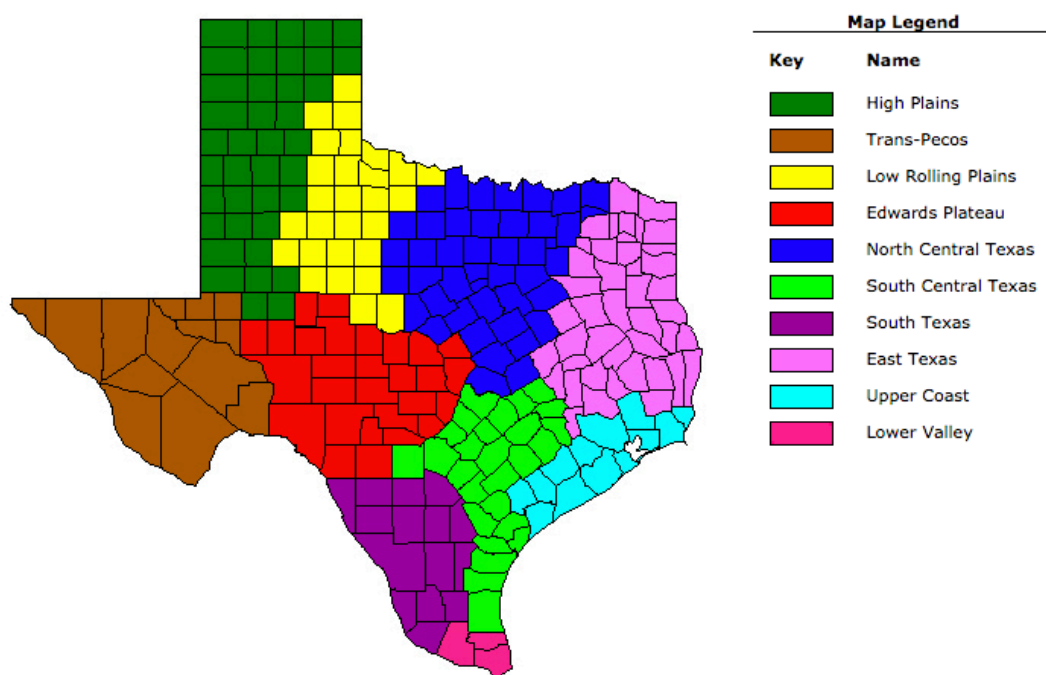 Map Legend
Key Name
High Plains
Trans-Pecos
Low Rolling Plains
Edwards Plateau
North Central Texas
South Central Texas
South Texas
East Texas
Upper Coast
Lower Valley